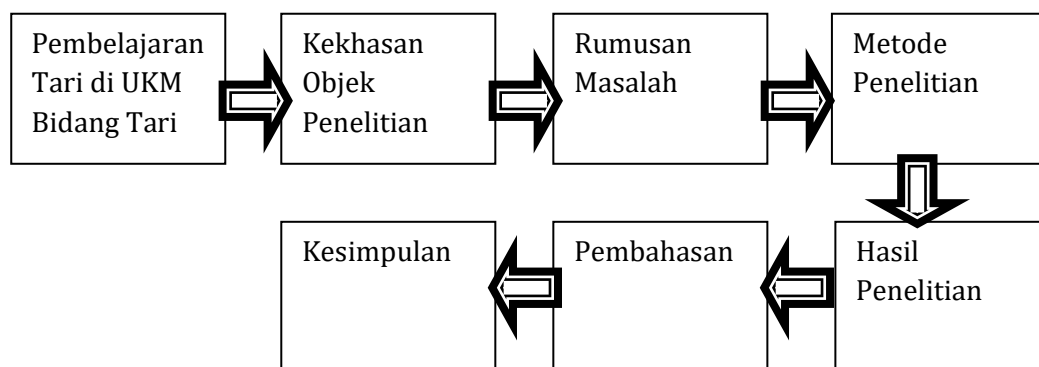 Pembelajaran
Tari di UKM
Bidang Tari
Kekhasan
Objek
Penelitian
Rumusan
Masalah
Metode
Penelitian
Hasil
Penelitian
Pembahasan
Kesimpulan